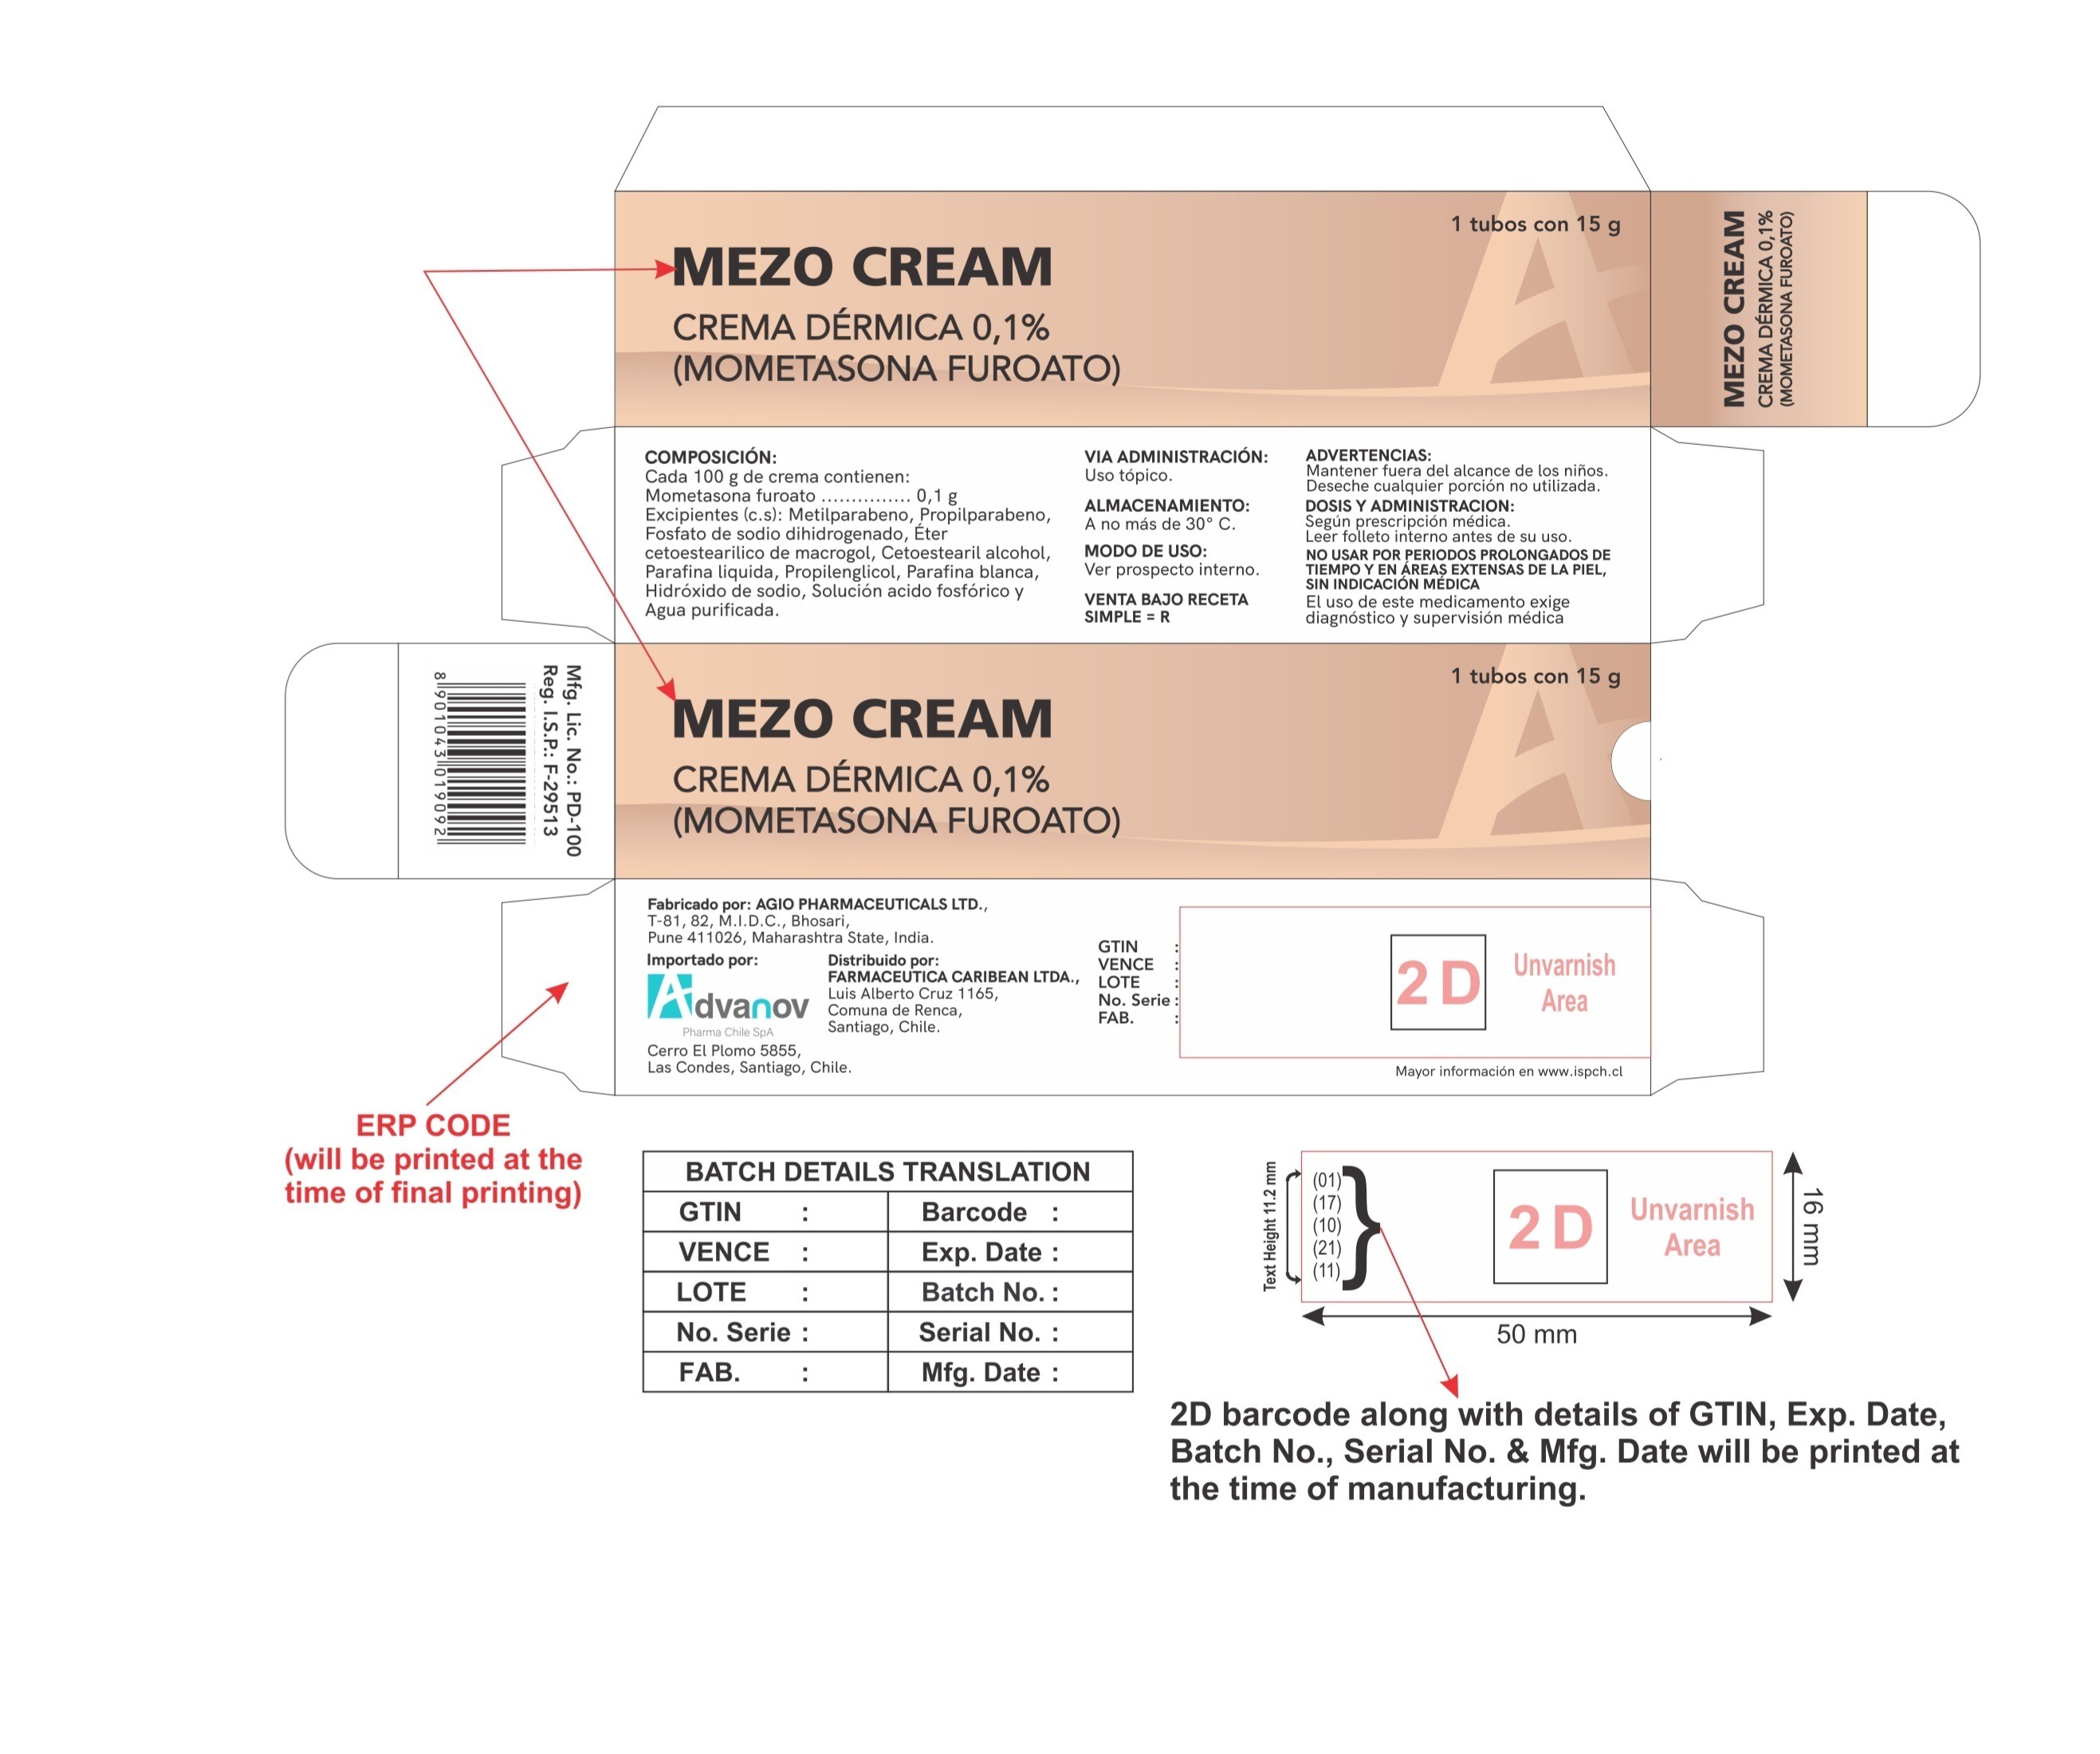 1 tubos con 15 g
MEZO CREAM
CREMA DÉRMICA 0,1%
(MOMETASONA FUROATO)
MEZO CREAM
CREMA DÉRMICA 0,1%
(MOMETASONA FUROATO)
COMPOSICIÓN:
Cada 100 g de crema contienen:
Mometasona furoato ............... 0,1 g
Excipientes (c.s): Metilparabeno, Propilparabeno,
Fosfato de sodio dihidrogenado, Éter
cetoestearilico de macrogol, Cetoestearil alcohol,
Parafina liquida, Propilenglicol, Parafina blanca,
Hidróxido de sodio, Solución acido fosfórico y
Agua purificada.
VIA ADMINISTRACIÓN:
Uso tópico.
ALMACENAMIENTO:
A no más de 30° C.
MODO DE USO:
Ver prospecto interno.
VENTA BAJO RECETA
SIMPLE = R
ADVERTENCIAS:
Mantener fuera del alcance de los niños.
Deseche cualquier porción no utilizada.
DOSIS Y ADMINISTRACION:
Según prescripción médica.
Leer folleto interno antes de su uso.
NO USAR POR PERIODOS PROLONGADOS DE
TIEMPO Y EN ÁREAS EXTENSAS DE LA PIEL,
SIN INDICACIÓN MÉDICA
El uso de este medicamento exige
diagnóstico y supervisión médica
Mfg. Lic. No.: PD-100
Reg. I.S.P.: F-29513
8 901043 019092
1 tubos con 15 g
MEZO CREAM
CREMA DÉRMICA 0,1%
(MOMETASONA FUROATO)
Fabricado por: AGIO PHARMACEUTICALS LTD.,
T-81, 82, M.I.D.C., Bhosari,
Pune 411026, Maharashtra State, India.
Importado por:
Advanov
Pharma Chile SpA
Cerro El Plomo 5855,
Las Condes, Santiago, Chile.
Distribuido por:
FARMACEUTICA CARIBEAN LTDA.,
Luis Alberto Cruz 1165,
Comuna de Renca,
Santiago, Chile.
GTIN :
VENCE :
LOTE :
No. Serie :
FAB. :
2D
Unvarnish
Area
Mayor información en www.ispch.cl
ERP CODE
(will be printed at the
time of final printing)
BATCH DETAILS TRANSLATION
GTIN : Barcode :
VENCE : Exp. Date :
LOTE : Batch No. :
No. Serie : Serial No. :
FAB. : Mfg. Date :
Text Height 11.2 mm
(01)
(17)
(10)
(21)
(11)
2D
Unvarnish
Area
16 mm
50 mm
2D barcode along with details of GTIN, Exp. Date,
Batch No., Serial No. & Mfg. Date will be printed at
the time of manufacturing.